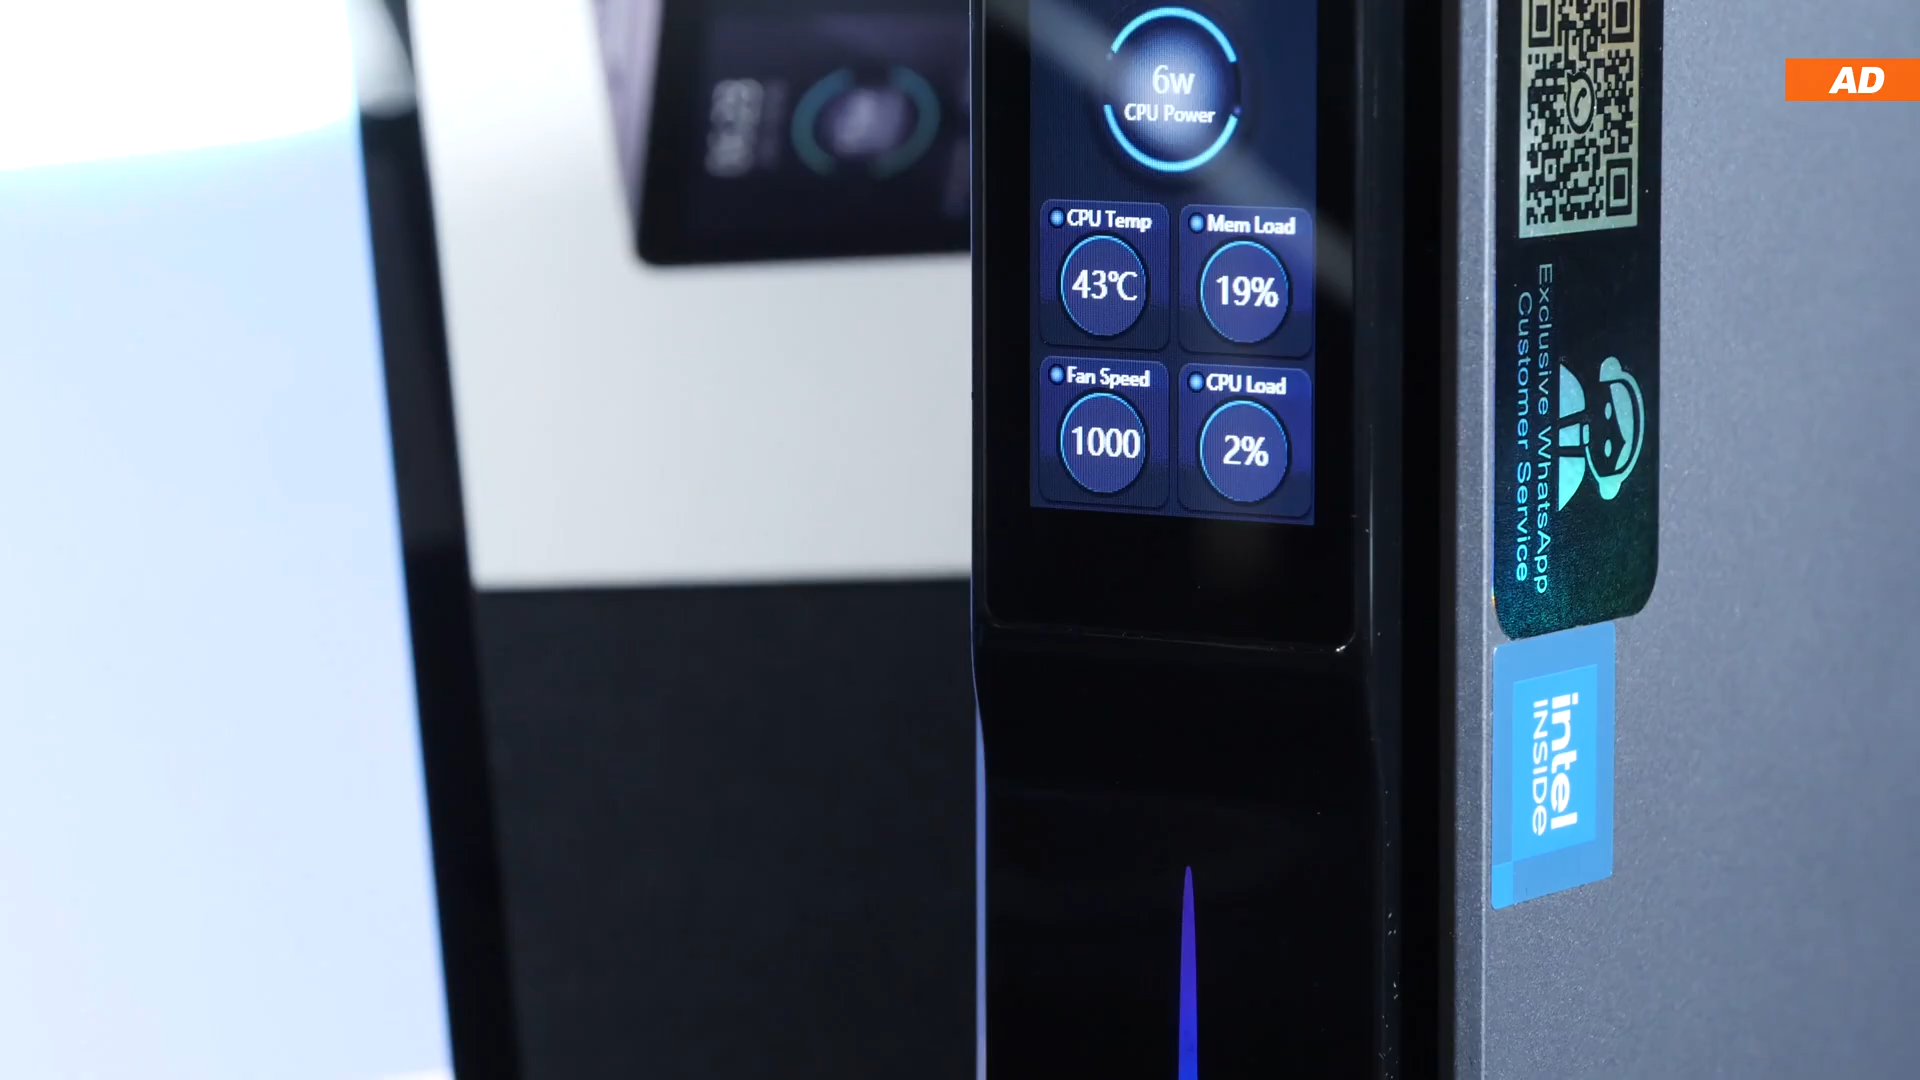 AD
6w
CPU Power
CPU Temp
43℃
Mem Load
19%
Fan Speed
1000
CPU Load
2%
Exclusive WhatsApp
Customer Service
intel
INSIDe